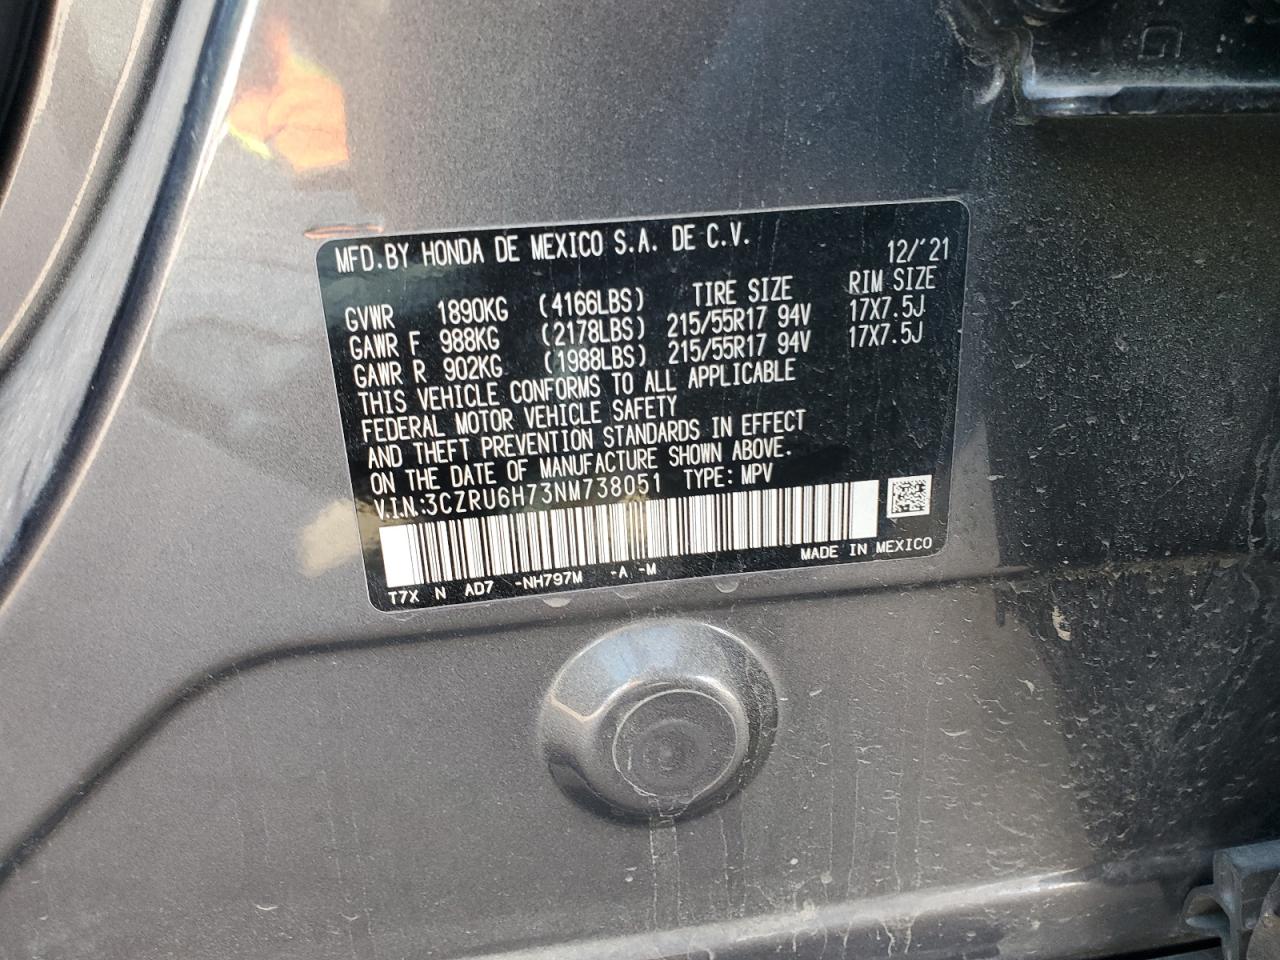 MFD. BY HONDA DE MEXICO S.A. DE C.V. 12/'21
TIRE SIZE RIM SIZE
GVWR 1890KG (4166LBS)
GAWR F 988KG (2178LBS) 215/55R17 94V 17X7.5J
GAWR R 902KG (1988LBS) 215/55R17 94V 17X7.5J
THIS VEHICLE CONFORMS TO ALL APPLICABLE
FEDERAL MOTOR VEHICLE SAFETY
AND THEFT PREVENTION STANDARDS IN EFFECT
ON THE DATE OF MANUFACTURE SHOWN ABOVE.
V.I.N.:3CZRU6H73NM738051 TYPE: MPV
MADE IN MEXICO
T7X N AD7 -NH797M -A -M